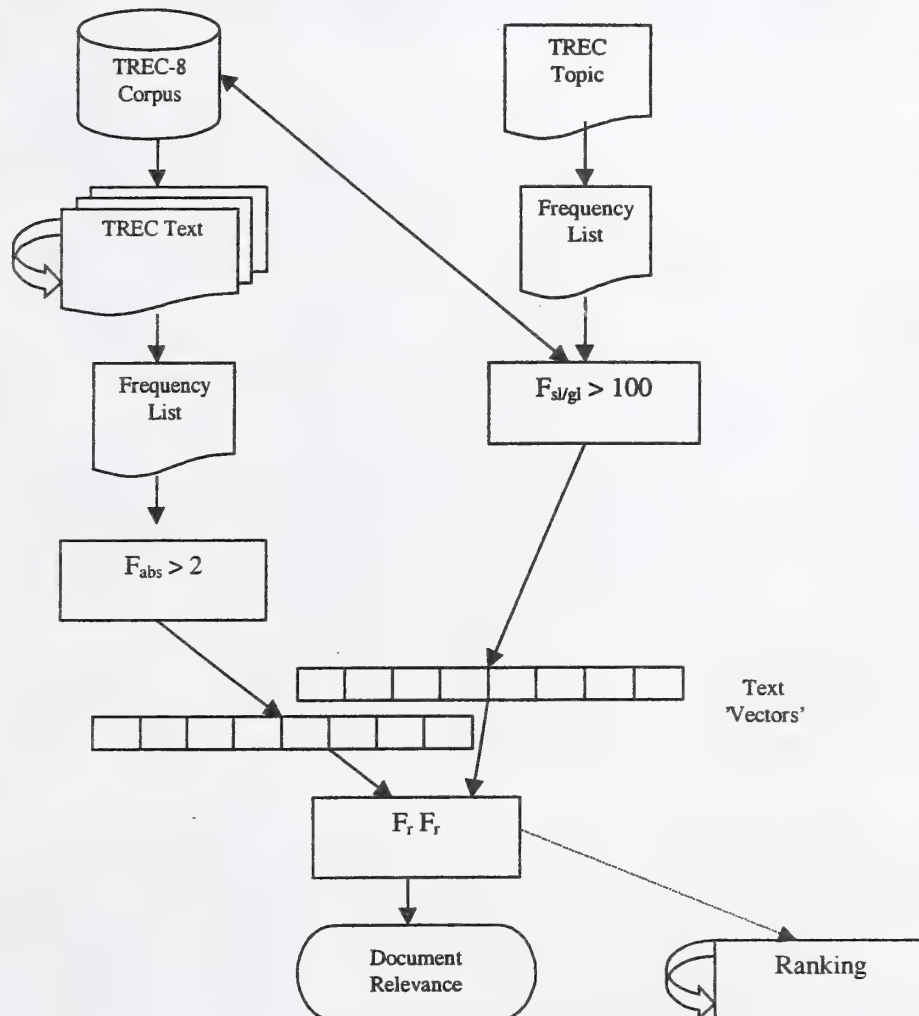 TREC-8
Corpus
TREC
Topic
TREC Text
Frequency
List
Frequency
List
F_sl/gl > 100
F_abs > 2
Text
'Vectors'
F_r F_r
Document
Relevance
Ranking